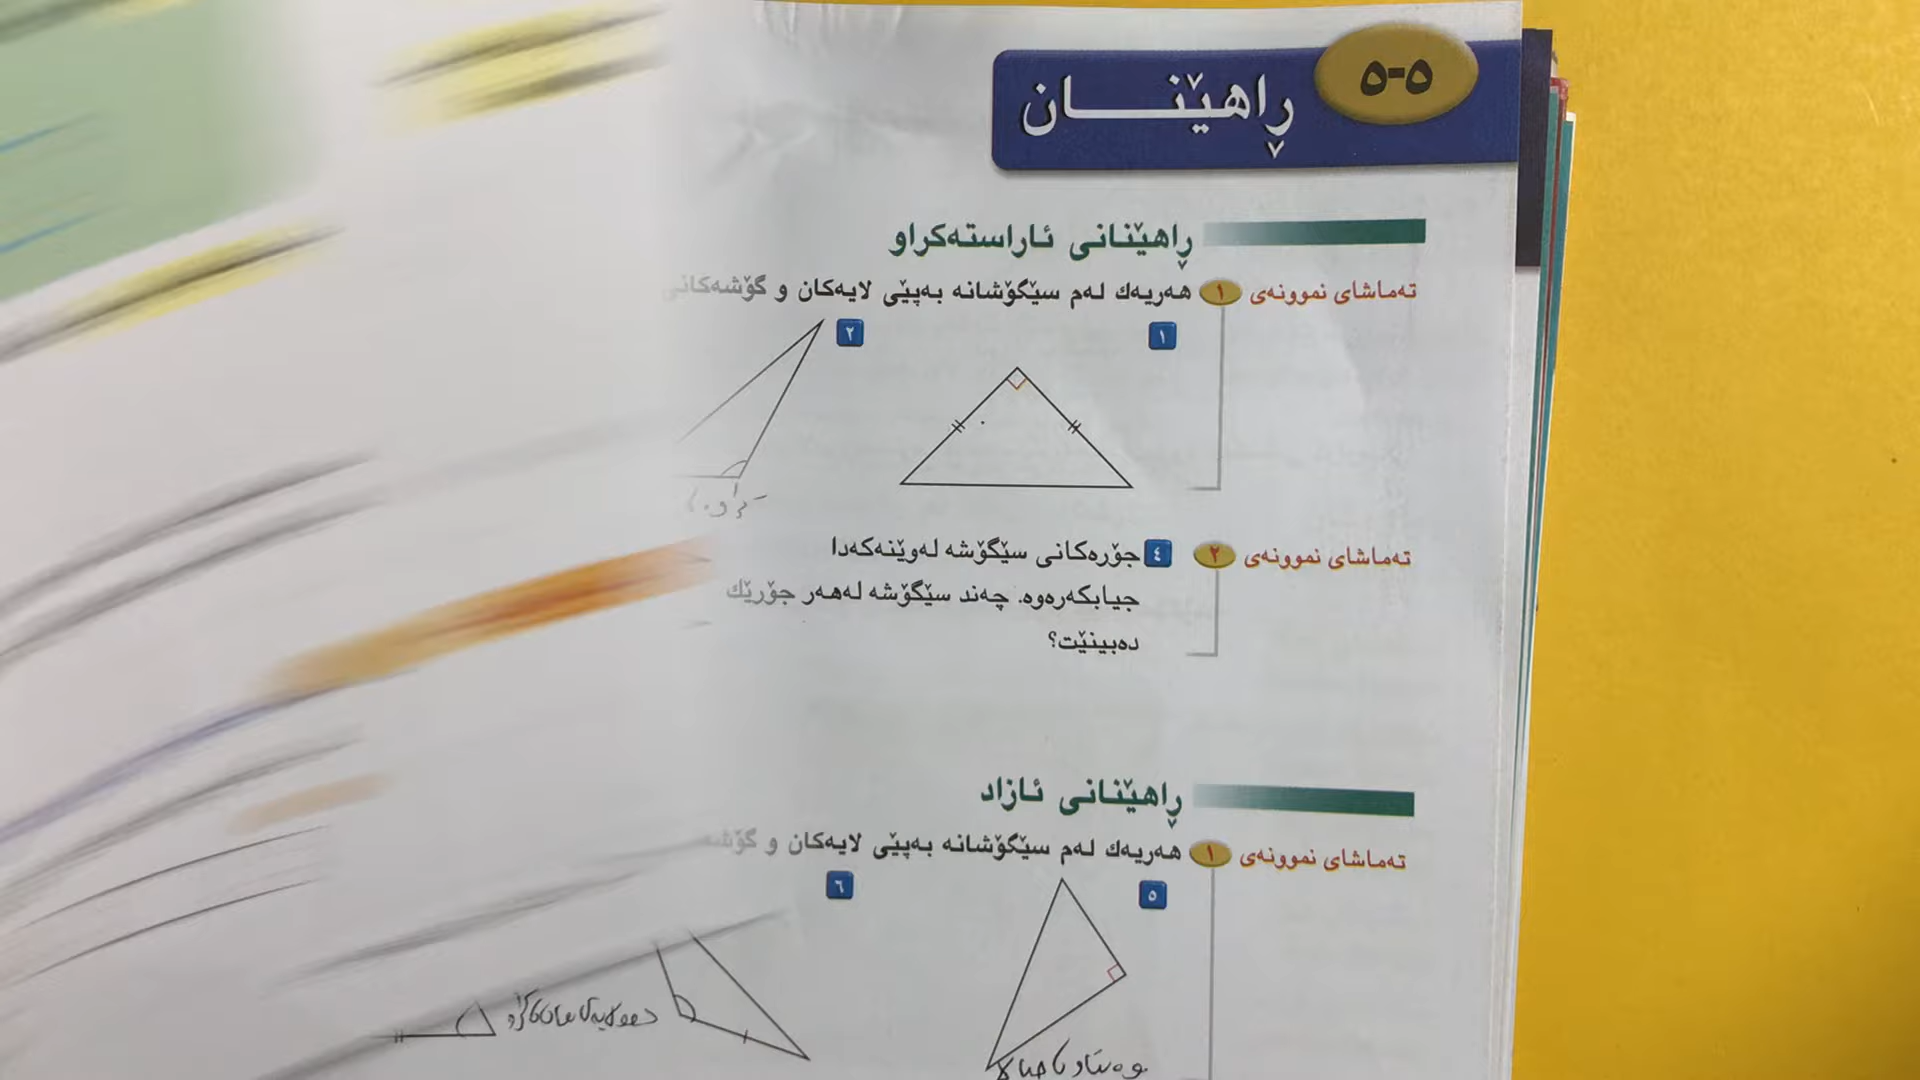 ٥-٥
ڕاهێنان
ڕاهێنانی ئاراستەکراو
تەماشای نموونەی ١ هەریەك لەم سێگۆشانە بەپێی لایەکان و گۆشەکانی
١
٢
تەماشای نموونەی ٢
٤ جۆرەکانی سێگۆشە لەوێنەکەدا
جیابکەرەوە. چەند سێگۆشە لەهەر جۆرێك
دەبینێت؟
ڕاهێنانی ئازاد
تەماشای نموونەی ١ هەریەك لەم سێگۆشانە بەپێی لایەکان و
٥
٦